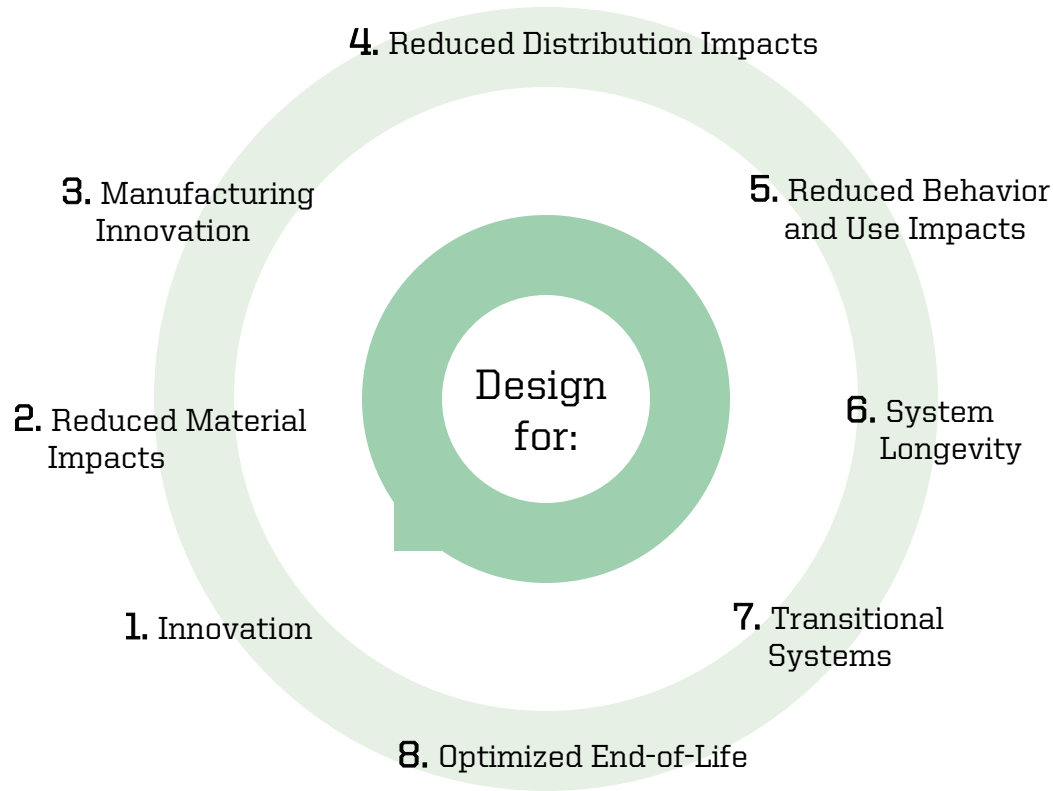 4. Reduced Distribution Impacts
3. Manufacturing
Innovation
5. Reduced Behavior
and Use Impacts
Design
for:
2. Reduced Material
Impacts
6. System
Longevity
1. Innovation
7. Transitional
Systems
8. Optimized End-of-Life